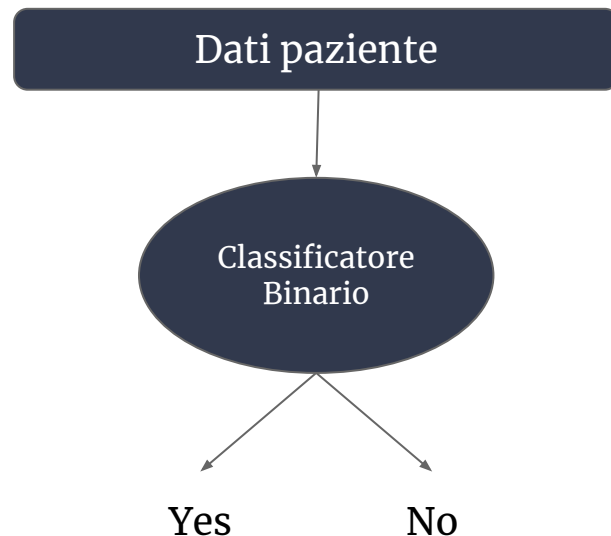 Dati paziente
Classificatore
Binario
Yes
No